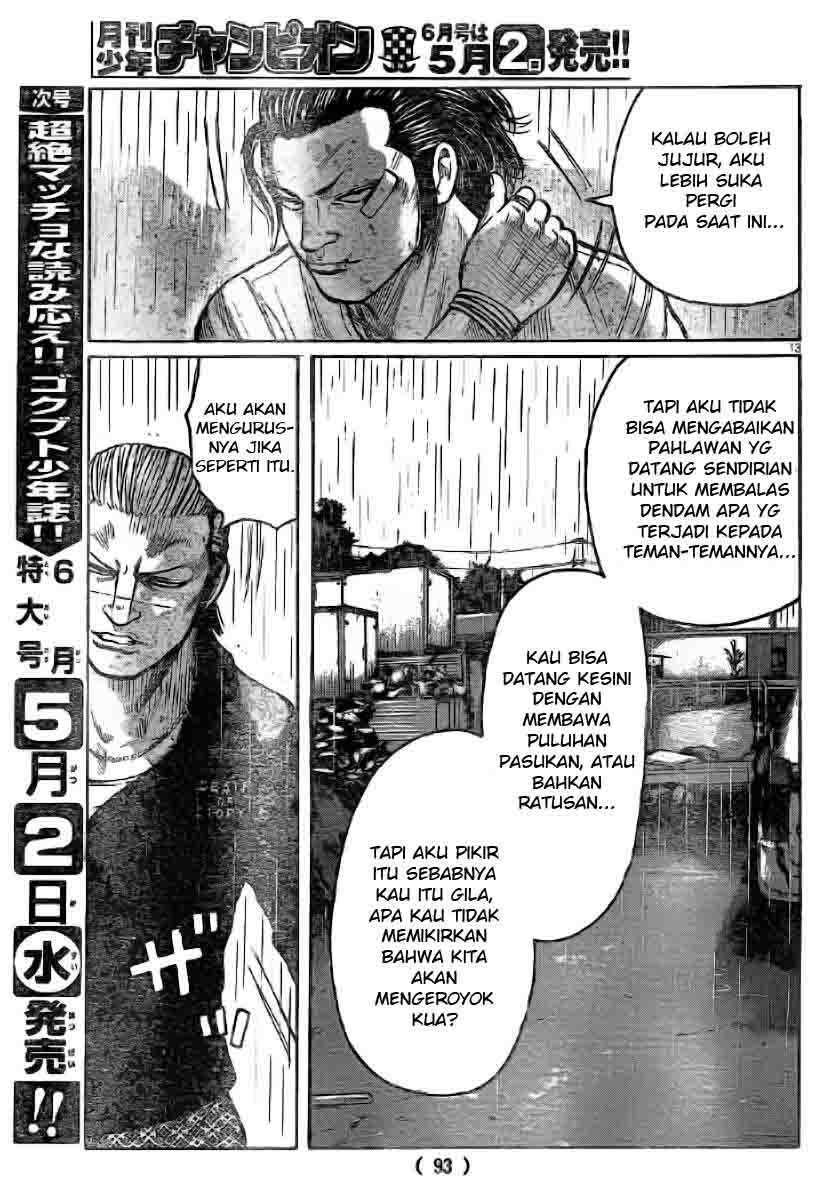 月刊
少年
チャンピオン
6月号は
5月2日発売!!
次号
超絶マッチョな読み応え!!ゴクブト少年誌!!
6月
特大号
5月2日水発売!!
KALAU BOLEH
JUJUR, AKU
LEBIH SUKA
PERGI
PADA SAAT INI...
13
TAPI AKU TIDAK
BISA MENGABAIKAN
PAHLAWAN YG
DATANG SENDIRIAN
UNTUK MEMBALAS
DENDAM APA YG
TERJADI KEPADA
TEMAN-TEMANNYA...
KAU BISA
DATANG KESINI
DENGAN
MEMBAWA
PULUHAN
PASUKAN, ATAU
BAHKAN
RATUSAN...
TAPI AKU PIKIR
ITU SEBABNYA
KAU ITU GILA,
APA KAU TIDAK
MEMIKIRKAN
BAHWA KITA
AKAN
MENGEROYOK
KUA?
AKU AKAN
MENGURUS-
NYA JIKA
SEPERTI ITU.
DEATH
OR
GLORY
ザッ
( 93 )